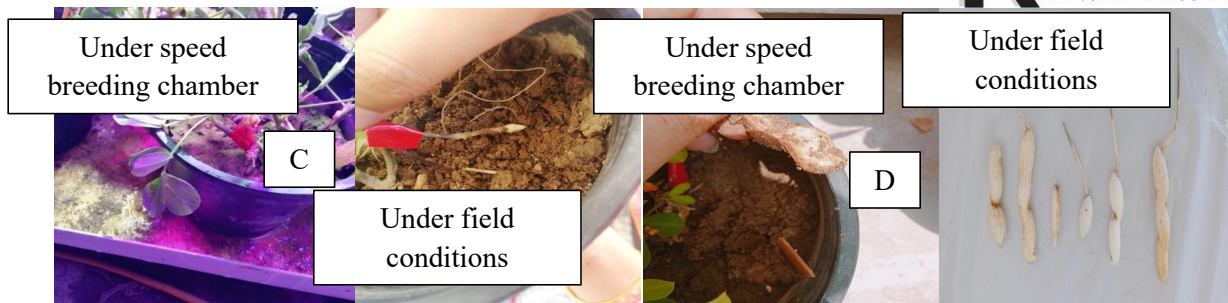 Under speed
breeding chamber
C
Under field
conditions
Under speed
breeding chamber
D
Under field
conditions